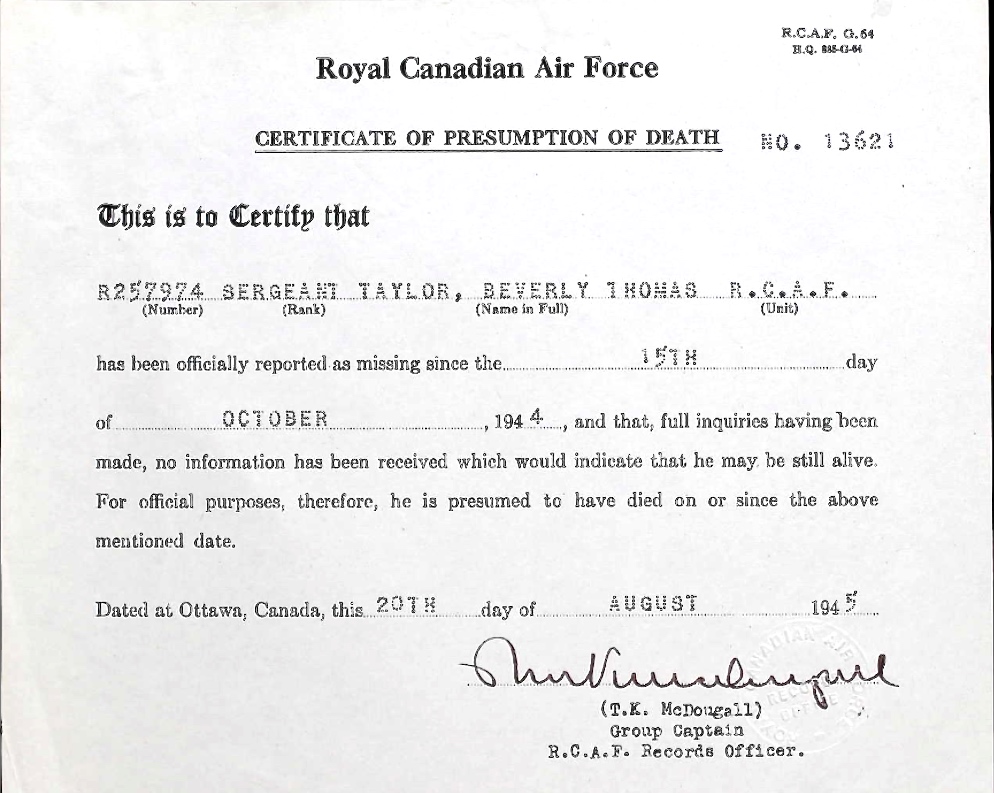 R.C.A.F. G.64
H.Q. 885-G-64
Royal Canadian Air Force
CERTIFICATE OF PRESUMPTION OF DEATH NO. 13621
This is to Certify that
R257974 SERGEANT TAYLOR, BEVERLY THOMAS R.C.A.F.
(Number) (Rank) (Name in Full) (Unit)
has been officially reported as missing since the 15TH day
of OCTOBER, 1944, and that, full inquiries having been
made, no information has been received which would indicate that he may be still alive.
For official purposes, therefore, he is presumed to have died on or since the above
mentioned date.
Dated at Ottawa, Canada, this 20TH day of AUGUST 1945
(T.K. McDougall)
Group Captain
R.C.A.F. Records Officer.